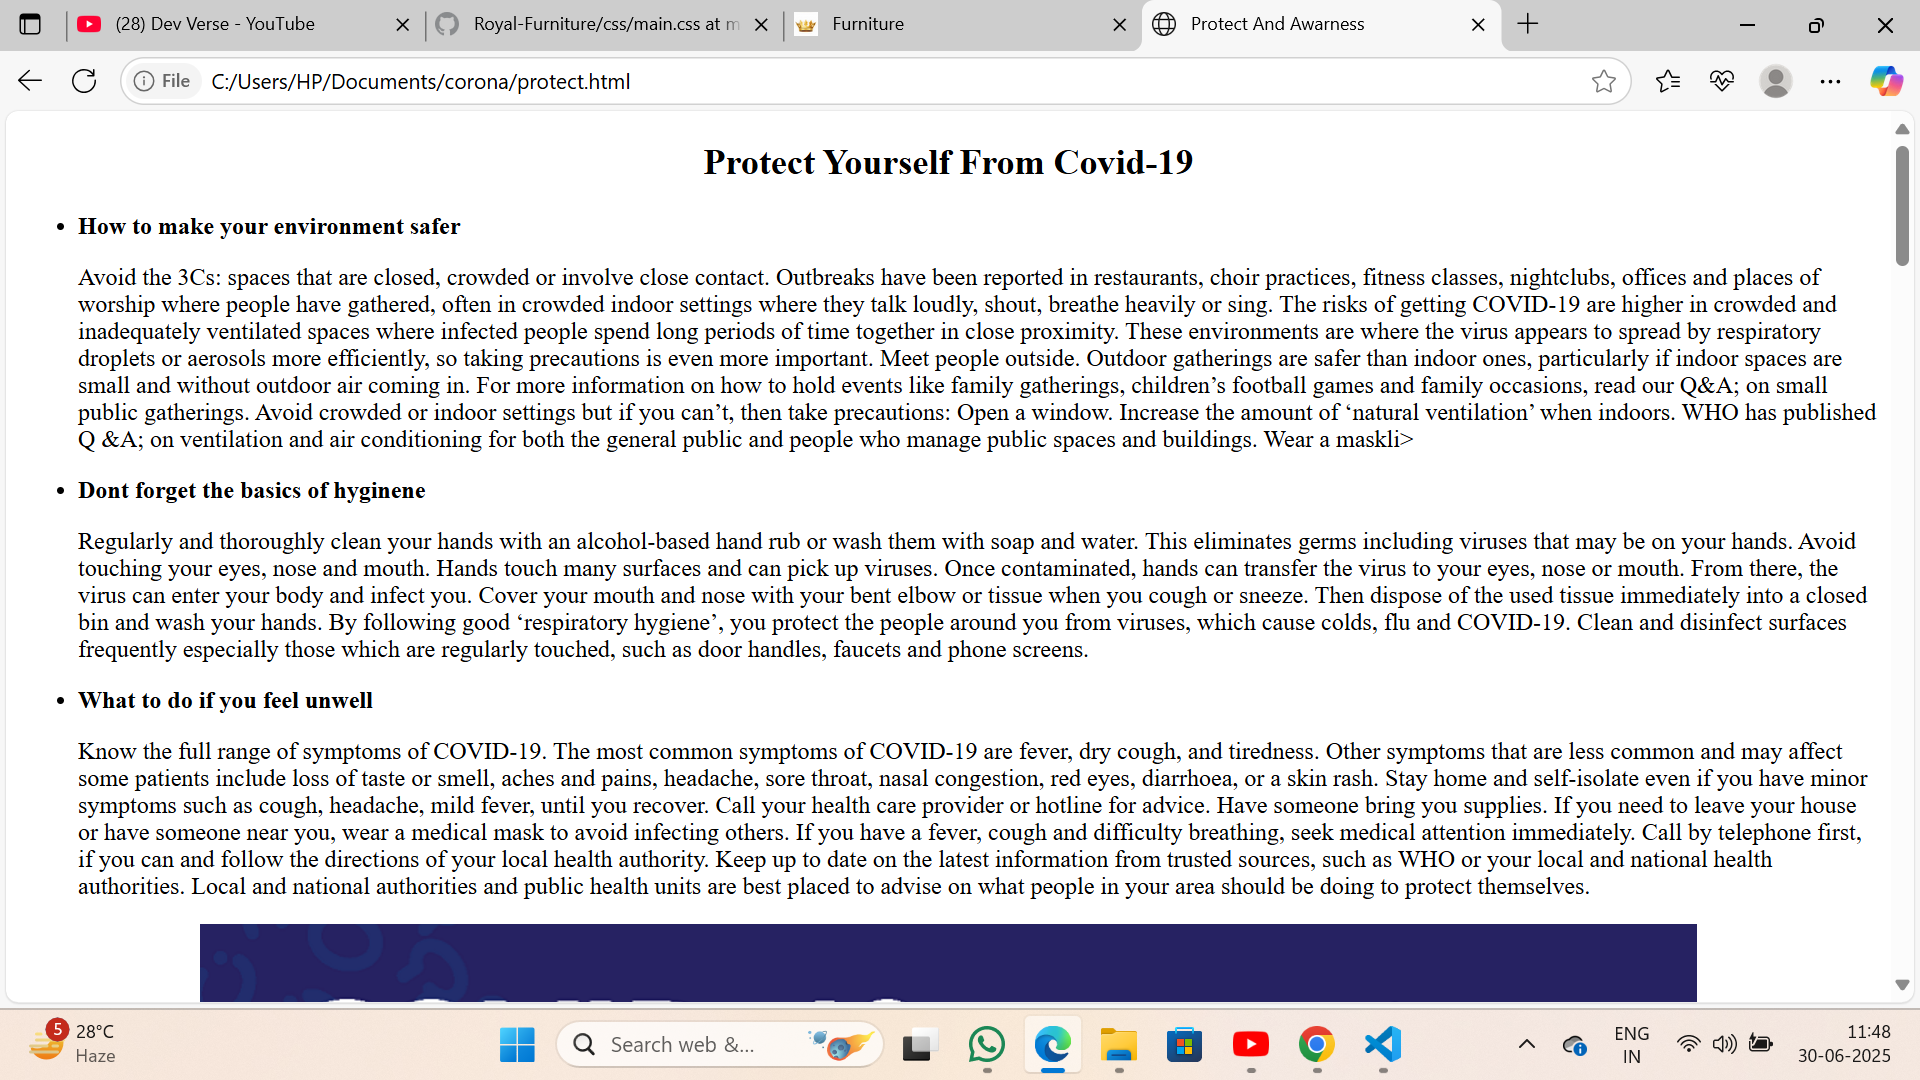 (28) Dev Verse - YouTube
Royal-Furniture/css/main.css at m
Furniture
Protect And Awarness
File
C:/Users/HP/Documents/corona/protect.html
Protect Yourself From Covid-19
• How to make your environment safer
Avoid the 3Cs: spaces that are closed, crowded or involve close contact. Outbreaks have been reported in restaurants, choir practices, fitness classes, nightclubs, offices and places of
worship where people have gathered, often in crowded indoor settings where they talk loudly, shout, breathe heavily or sing. The risks of getting COVID-19 are higher in crowded and
inadequately ventilated spaces where infected people spend long periods of time together in close proximity. These environments are where the virus appears to spread by respiratory
droplets or aerosols more efficiently, so taking precautions is even more important. Meet people outside. Outdoor gatherings are safer than indoor ones, particularly if indoor spaces are
small and without outdoor air coming in. For more information on how to hold events like family gatherings, children’s football games and family occasions, read our Q&A; on small
public gatherings. Avoid crowded or indoor settings but if you can’t, then take precautions: Open a window. Increase the amount of ‘natural ventilation’ when indoors. WHO has published
Q &A; on ventilation and air conditioning for both the general public and people who manage public spaces and buildings. Wear a maskli>
• Dont forget the basics of hyginene
Regularly and thoroughly clean your hands with an alcohol-based hand rub or wash them with soap and water. This eliminates germs including viruses that may be on your hands. Avoid
touching your eyes, nose and mouth. Hands touch many surfaces and can pick up viruses. Once contaminated, hands can transfer the virus to your eyes, nose or mouth. From there, the
virus can enter your body and infect you. Cover your mouth and nose with your bent elbow or tissue when you cough or sneeze. Then dispose of the used tissue immediately into a closed
bin and wash your hands. By following good ‘respiratory hygiene’, you protect the people around you from viruses, which cause colds, flu and COVID-19. Clean and disinfect surfaces
frequently especially those which are regularly touched, such as door handles, faucets and phone screens.
• What to do if you feel unwell
Know the full range of symptoms of COVID-19. The most common symptoms of COVID-19 are fever, dry cough, and tiredness. Other symptoms that are less common and may affect
some patients include loss of taste or smell, aches and pains, headache, sore throat, nasal congestion, red eyes, diarrhoea, or a skin rash. Stay home and self-isolate even if you have minor
symptoms such as cough, headache, mild fever, until you recover. Call your health care provider or hotline for advice. Have someone bring you supplies. If you need to leave your house
or have someone near you, wear a medical mask to avoid infecting others. If you have a fever, cough and difficulty breathing, seek medical attention immediately. Call by telephone first,
if you can and follow the directions of your local health authority. Keep up to date on the latest information from trusted sources, such as WHO or your local and national health
authorities. Local and national authorities and public health units are best placed to advise on what people in your area should be doing to protect themselves.
5
28°C
Haze
Search web &...
ENG
IN
11:48
30-06-2025